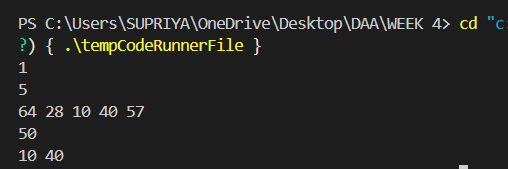 PS C:\Users\SUPRIYA\OneDrive\Desktop\DAA\WEEK 4> cd "c
?) { .\tempCodeRunnerFile }
1
5
64 28 10 40 57
50
10 40